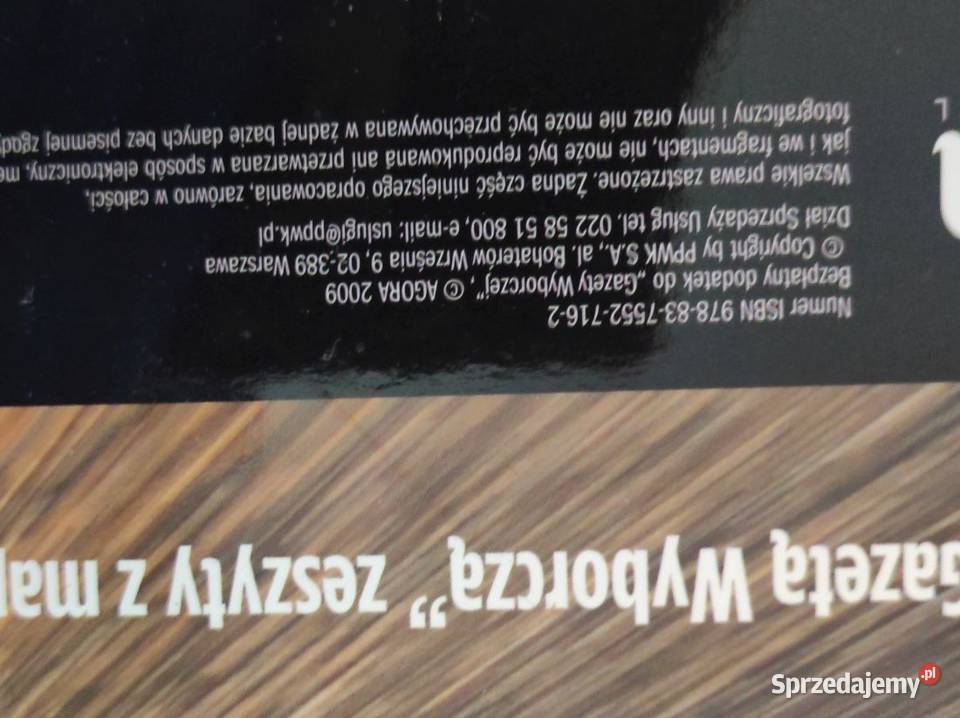 Gazetą Wyborczą” zeszyty z map
Numer ISBN 978-83-7552-716-2
Bezpłatny dodatek do „Gazety Wyborczej”, © AGORA 2009
© Copyright by PPWK S.A., al. Bohaterów Września 9, 02-389 Warszawa
Dział Sprzedaży Usług tel. 022 58 51 800, e-mail: uslugi@ppwk.pl
Wszelkie prawa zastrzeżone. Żadna część niniejszego opracowania, zarówno w całości,
jak i we fragmentach, nie może być reprodukowana ani przetwarzana w sposób elektroniczny, me
fotograficzny i inny oraz nie może być przechowywana w żadnej bazie danych bez pisemnej zgody
L
Sprzedajemy.pl